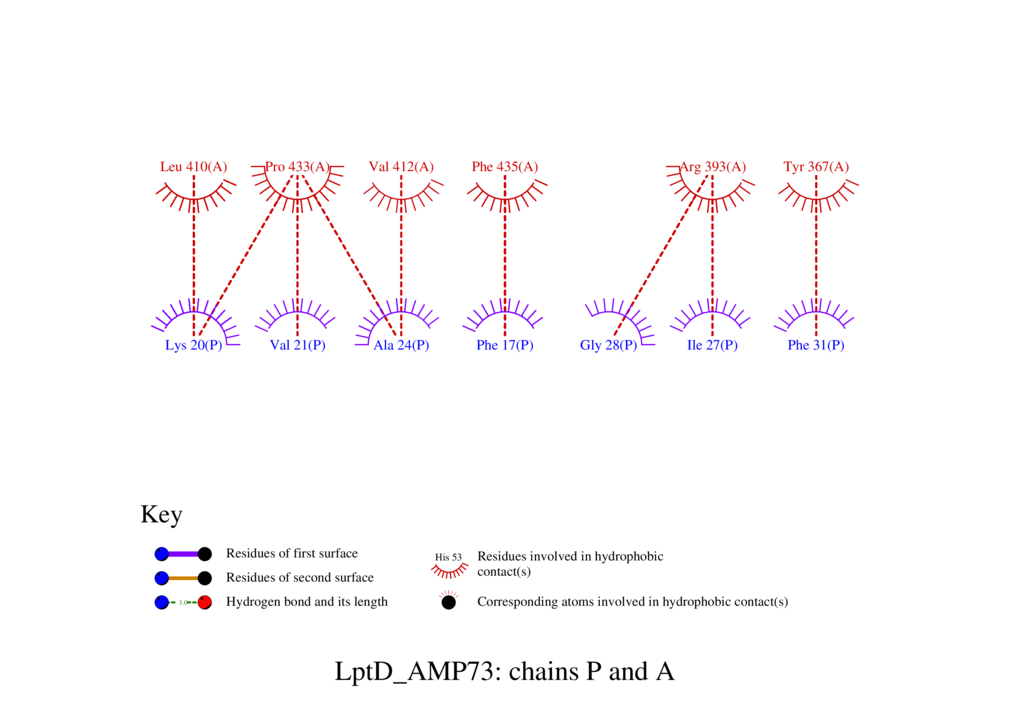 Leu 410(A) Pro 433(A) Val 412(A) Phe 435(A) Arg 393(A) Tyr 367(A)
Lys 20(P) Val 21(P) Ala 24(P) Phe 17(P) Gly 28(P) Ile 27(P) Phe 31(P)
Key
Residues of first surface
Residues of second surface
3.0
Hydrogen bond and its length
His 53
Residues involved in hydrophobic
contact(s)
Corresponding atoms involved in hydrophobic contact(s)
LptD_AMP73: chains P and A